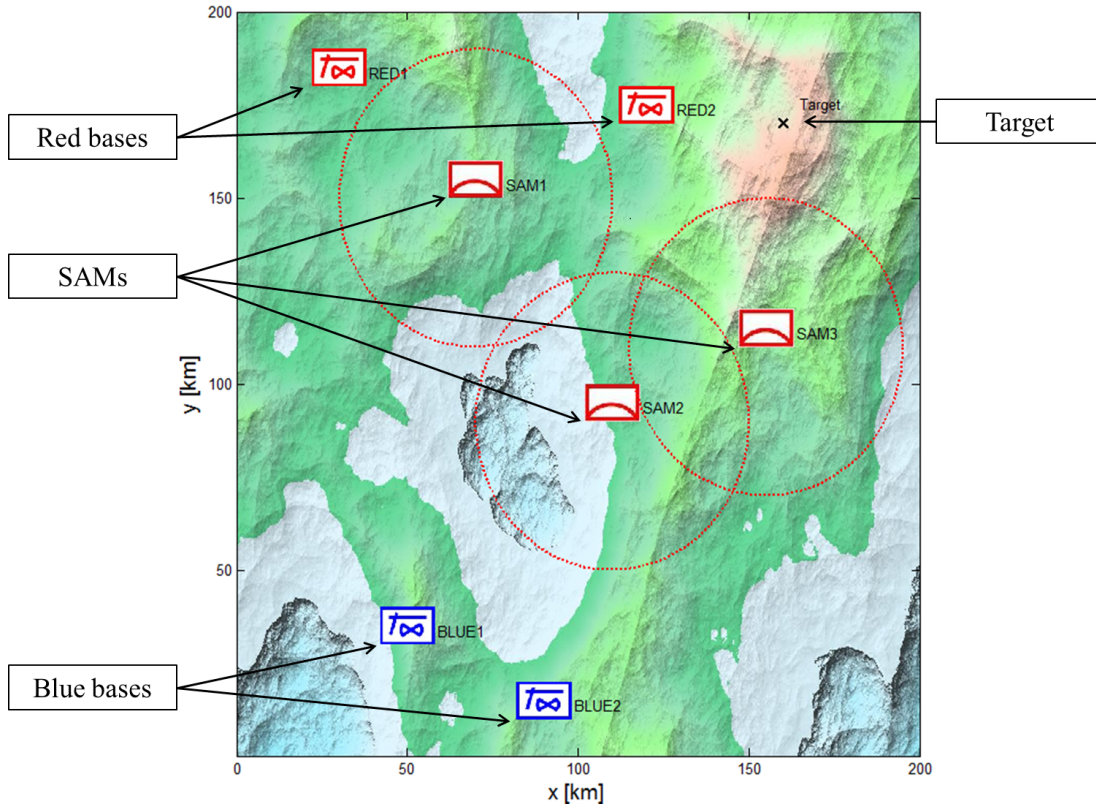 200
RED1
RED2
Target
Red bases
Target
SAM1
150
SAMs
SAM3
y [km]
100
SAM2
50
BLUE1
Blue bases
BLUE2
0
50
100
150
200
x [km]